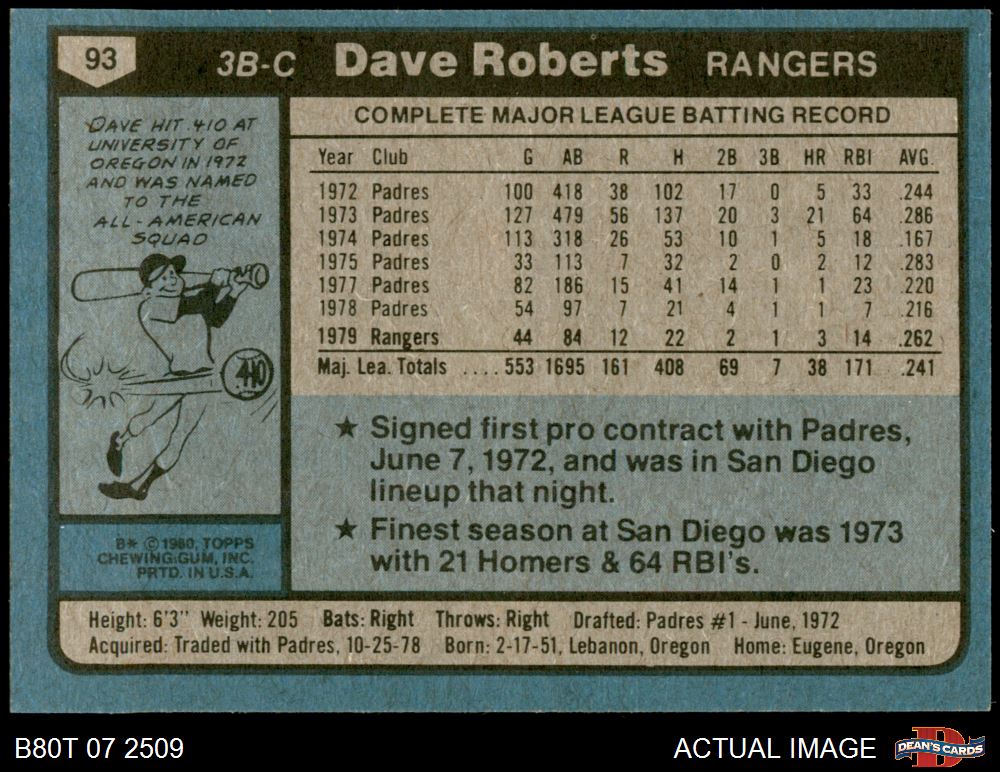 93
3B-C Dave Roberts RANGERS
DAVE HIT .410 AT
UNIVERSITY OF
OREGON IN 1972
AND WAS NAMED
TO THE
ALL-AMERICAN
SQUAD
.410
B* © 1980, TOPPS
CHEWING GUM, INC.
PRTD. IN U.S.A.
COMPLETE MAJOR LEAGUE BATTING RECORD
Year Club G AB R H 2B 3B HR RBI AVG.
1972 Padres 100 418 38 102 17 0 5 33 .244
1973 Padres 127 479 56 137 20 3 21 64 .286
1974 Padres 113 318 26 53 10 1 5 18 .167
1975 Padres 33 113 7 32 2 0 2 12 .283
1977 Padres 82 186 15 41 14 1 1 23 .220
1978 Padres 54 97 7 21 4 1 1 7 .216
1979 Rangers 44 84 12 22 2 1 3 14 .262
Maj. Lea. Totals .... 553 1695 161 408 69 7 38 171 .241
★ Signed first pro contract with Padres,
June 7, 1972, and was in San Diego
lineup that night.
★ Finest season at San Diego was 1973
with 21 Homers & 64 RBI's.
Height: 6'3" Weight: 205 Bats: Right Throws: Right Drafted: Padres #1 - June, 1972
Acquired: Traded with Padres, 10-25-78 Born: 2-17-51, Lebanon, Oregon Home: Eugene, Oregon
B80T 07 2509
ACTUAL IMAGE
D
DEAN'S CARDS